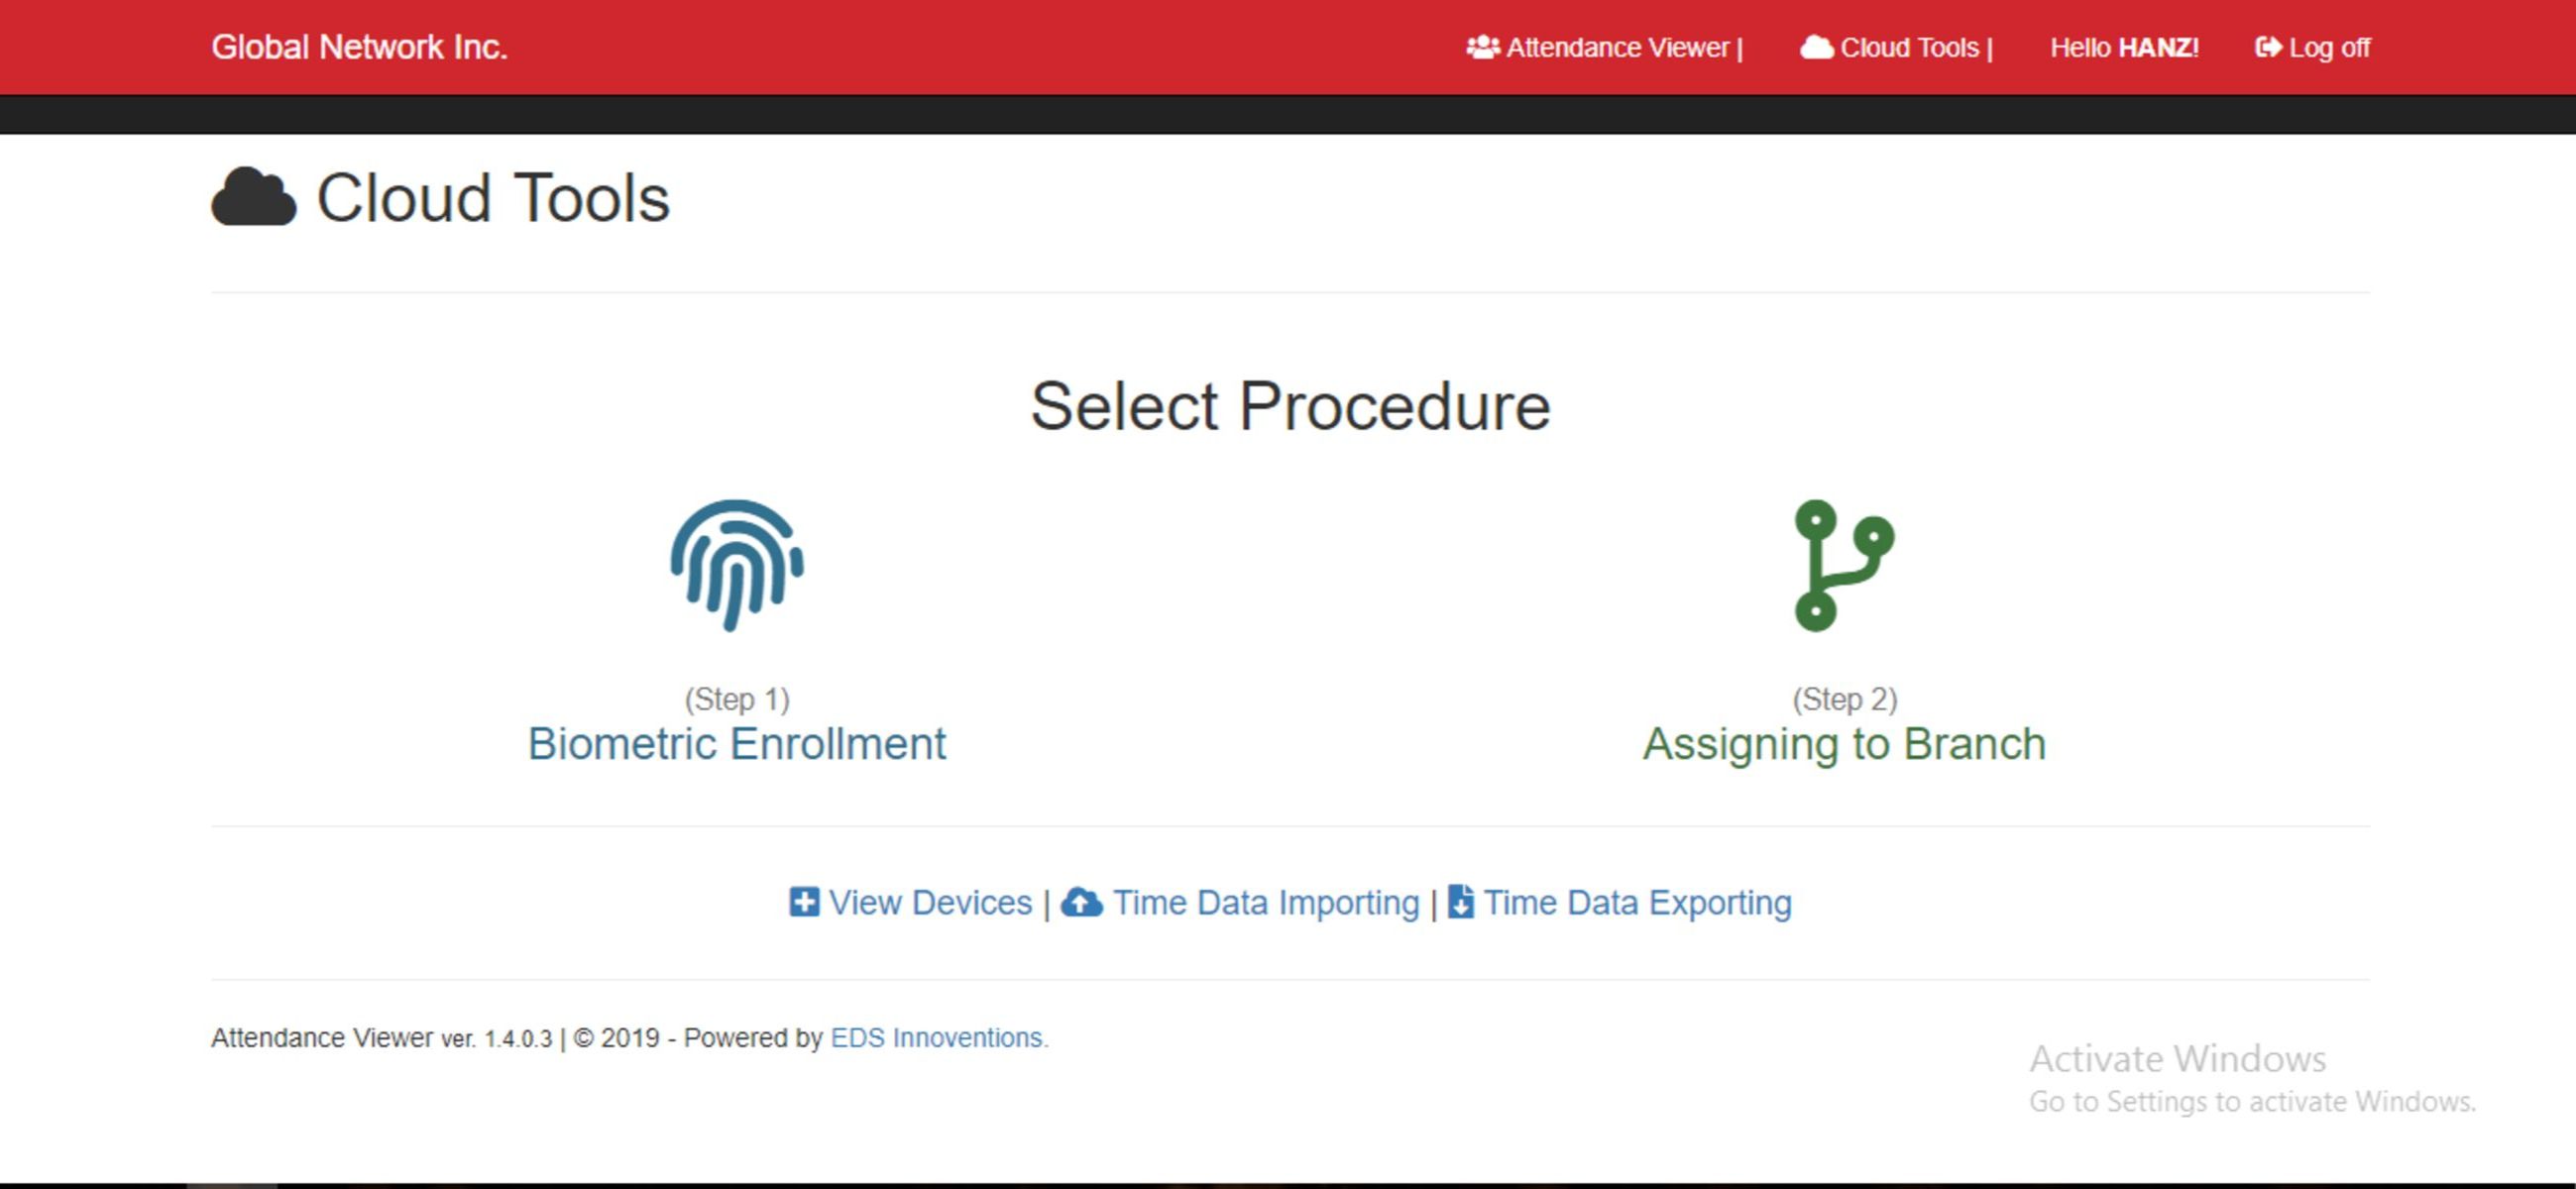 Global Network Inc.
Attendance Viewer |
Cloud Tools |
Hello HANZ!
Log off
Cloud Tools
Select Procedure
(Step 1)
Biometric Enrollment
(Step 2)
Assigning to Branch
View Devices | Time Data Importing | Time Data Exporting
Attendance Viewer ver. 1.4.0.3 | © 2019 - Powered by EDS Innoventions.
Activate Windows
Go to Settings to activate Windows.